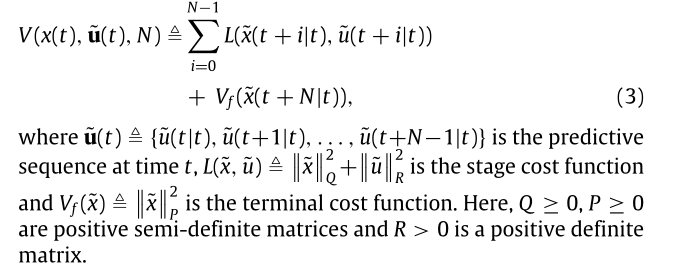 V(x(t), ũ(t), N) ≜ ∑_{i=0}^{N−1} L(x̃(t + i|t), ũ(t + i|t))
+ V_f(x̃(t + N|t)), (3)
where ũ(t) ≜ {ũ(t|t), ũ(t+1|t), . . . , ũ(t+N−1|t)} is the predictive
sequence at time t, L(x̃, ũ) ≜ ‖x̃‖²_Q+‖ũ‖²_R is the stage cost function
and V_f(x̃) ≜ ‖x̃‖²_P is the terminal cost function. Here, Q ≥ 0, P ≥ 0
are positive semi-definite matrices and R > 0 is a positive definite
matrix.